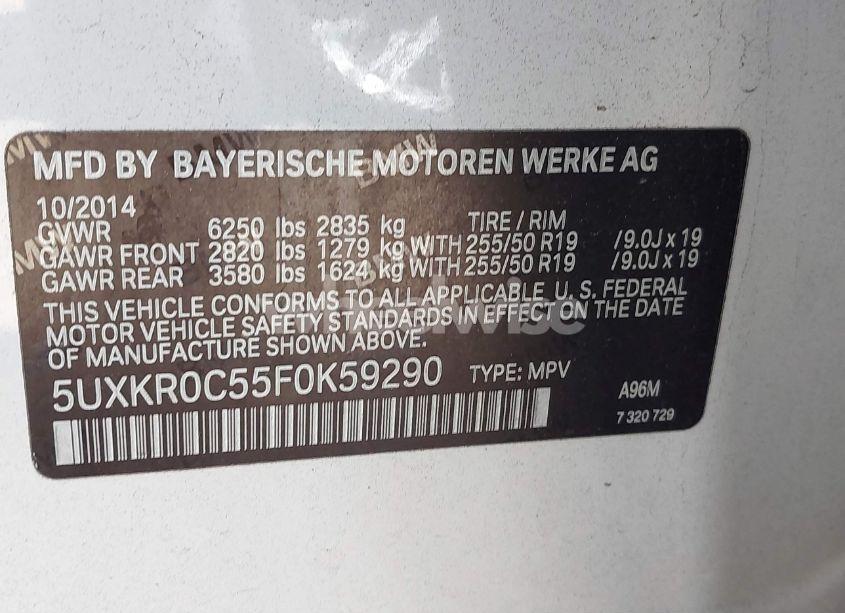 MFD BY BAYERISCHE MOTOREN WERKE AG
10/2014
GVWR 6250 lbs 2835 kg TIRE / RIM
GAWR FRONT 2820 lbs 1279 kg WITH 255/50 R19 /9.0J x 19
GAWR REAR 3580 lbs 1624 kg WITH 255/50 R19 /9.0J x 19
THIS VEHICLE CONFORMS TO ALL APPLICABLE U. S. FEDERAL
MOTOR VEHICLE SAFETY STANDARDS IN EFFECT ON THE DATE
OF MANUFACTURE SHOWN ABOVE.
5UXKR0C55F0K59290 TYPE: MPV A96M
7 320 729